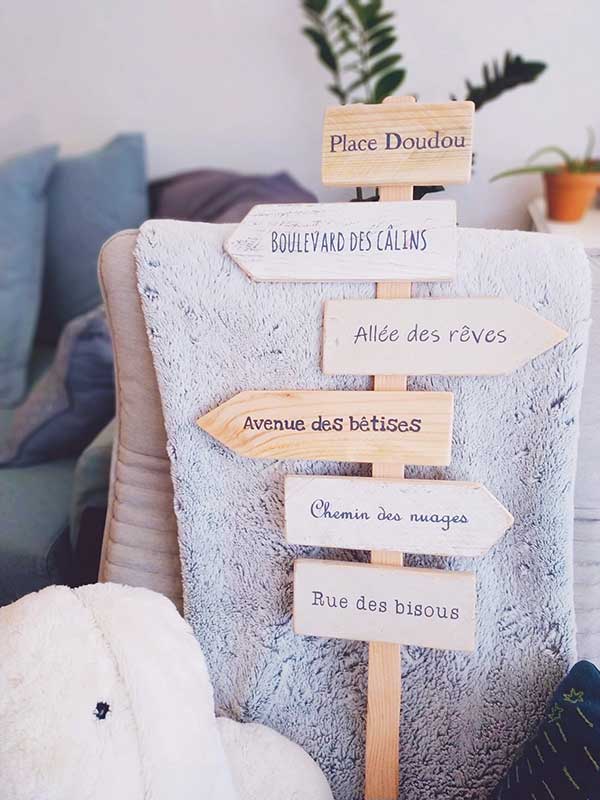 Place Doudou
BOULEVARD DES CÂLINS
Allée des rêves
Avenue des bêtises
Chemin des nuages
Rue des bisous